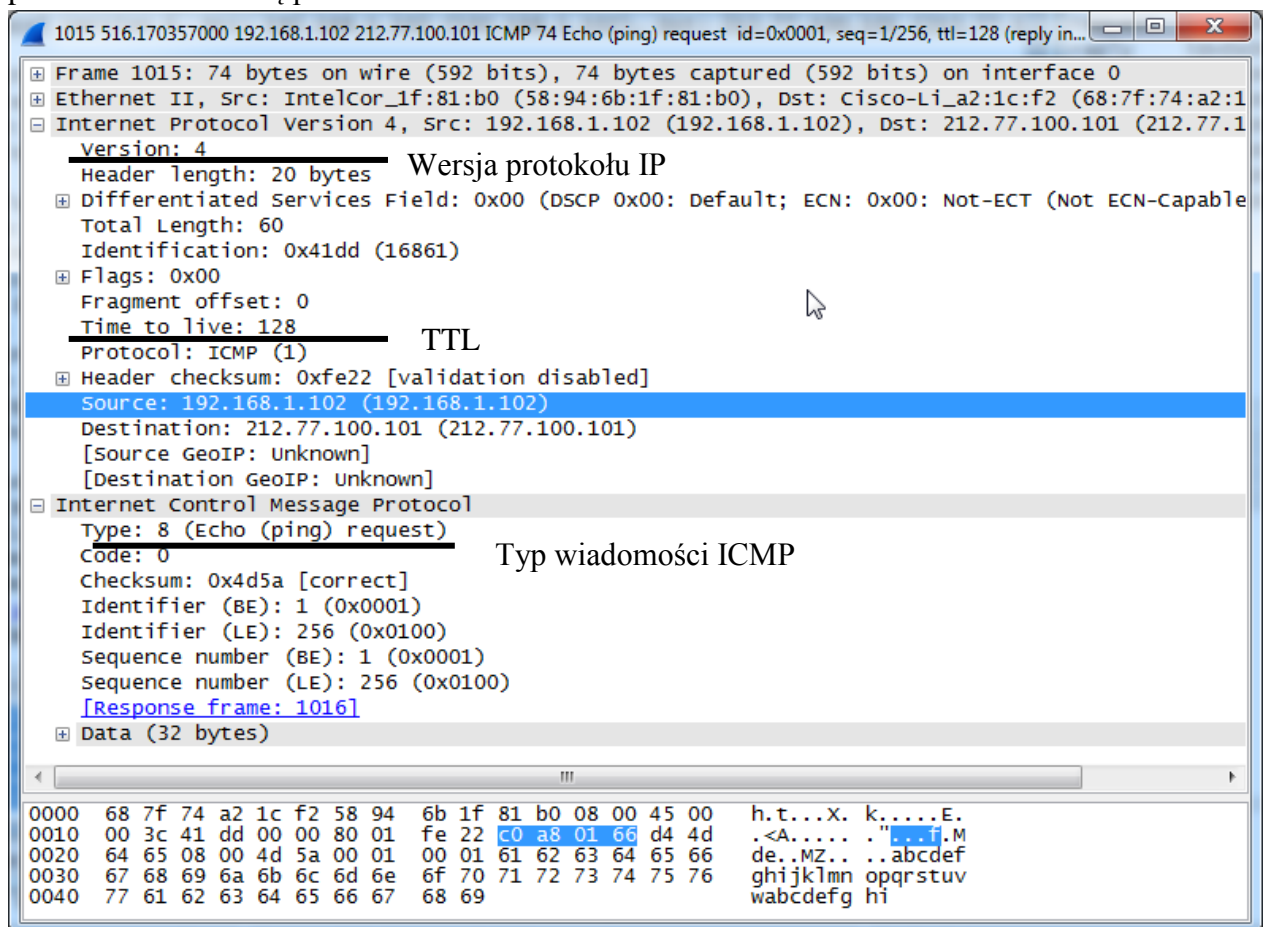 1015 516.170357000 192.168.1.102 212.77.100.101 ICMP 74 Echo (ping) request id=0x0001, seq=1/256, ttl=128 (reply in...
Frame 1015: 74 bytes on wire (592 bits), 74 bytes captured (592 bits) on interface 0
Ethernet II, Src: IntelCor_1f:81:b0 (58:94:6b:1f:81:b0), Dst: Cisco-Li_a2:1c:f2 (68:7f:74:a2:1
Internet Protocol Version 4, Src: 192.168.1.102 (192.168.1.102), Dst: 212.77.100.101 (212.77.1
Version: 4
Wersja protokołu IP
Header length: 20 bytes
Differentiated Services Field: 0x00 (DSCP 0x00: Default; ECN: 0x00: Not-ECT (Not ECN-Capable
Total Length: 60
Identification: 0x41dd (16861)
Flags: 0x00
Fragment offset: 0
Time to live: 128
TTL
Protocol: ICMP (1)
Header checksum: 0xfe22 [validation disabled]
Source: 192.168.1.102 (192.168.1.102)
Destination: 212.77.100.101 (212.77.100.101)
[Source GeoIP: Unknown]
[Destination GeoIP: Unknown]
Internet Control Message Protocol
Type: 8 (Echo (ping) request)
Typ wiadomości ICMP
Code: 0
Checksum: 0x4d5a [correct]
Identifier (BE): 1 (0x0001)
Identifier (LE): 256 (0x0100)
Sequence number (BE): 1 (0x0001)
Sequence number (LE): 256 (0x0100)
[Response frame: 1016]
Data (32 bytes)
0000 68 7f 74 a2 1c f2 58 94 6b 1f 81 b0 08 00 45 00 h.t...X. k.....E.
0010 00 3c 41 dd 00 00 80 01 fe 22 c0 a8 01 66 d4 4d .<A..... ."...f.M
0020 64 65 08 00 4d 5a 00 01 00 01 61 62 63 64 65 66 de..MZ.. ..abcdef
0030 67 68 69 6a 6b 6c 6d 6e 6f 70 71 72 73 74 75 76 ghijklmn opqrstuv
0040 77 61 62 63 64 65 66 67 68 69 wabcdefg hi